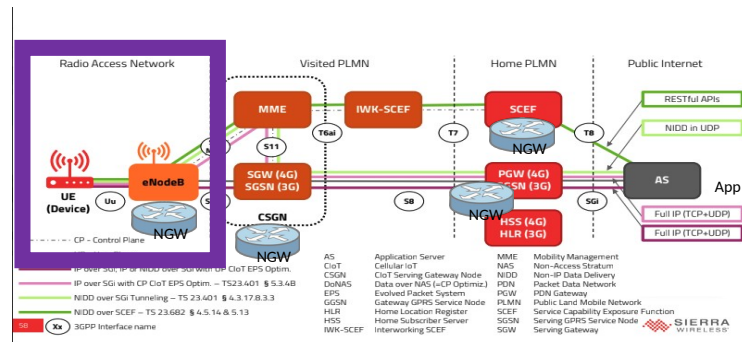 Radio Access Network
Visited PLMN
Home PLMN
Public Internet
MME
IWK-SCEF
SCEF
RESTful APIs
NIDD in UDP
T6ai
T7
T8
NGW
S11
UE
(Device)
Uu
eNodeB
SGW (4G)
SGSN (3G)
PGW (4G)
AS
App
NGW
CSGN
NGW
S8
NGW
SGi
Full IP (TCP+UDP)
Full IP (TCP+UDP)
HSS (4G)
HLR (3G)
CP - Control Plane
IP over SGi with CP CIoT EPS Optim. – TS23.401 § 5.3.4B
NIDD over SGi Tunneling – TS 23.401 § 4.3.17.8.3.3
NIDD over SCEF – TS 23.682 § 4.5.14 & 5.13
58
Xx
3GPP Interface name
AS Application Server
CIoT Cellular IoT
CSGN CIoT Serving Gateway Node
DoNAS Data over NAS (=CP Optimiz.)
EPS Evolved Packet System
GGSN Gateway GPRS Service Node
HLR Home Location Register
HSS Home Subscriber Server
IWK-SCEF Interworking SCEF
MME Mobility Management
NAS Non-Access Stratum
NIDD Non-IP Data Delivery
PDN Packet Data Network
PGW PDN Gateway
PLMN Public Land Mobile Network
SCEF Service Capability Exposure Function
SGSN Serving GPRS Service Node
SGW Serving Gateway
SIERRA
WIRELESS